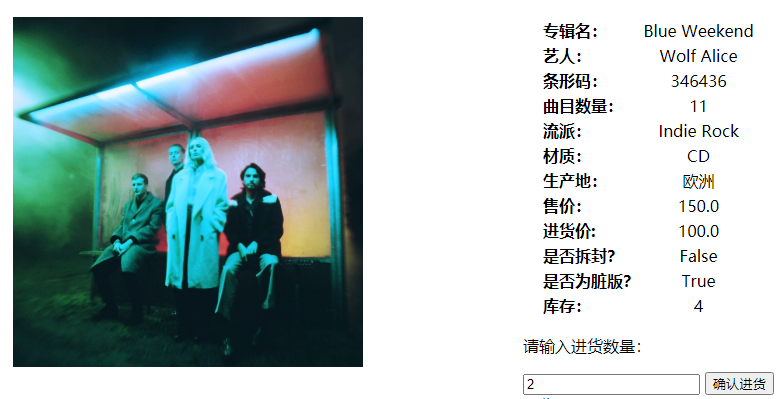 专辑名： Blue Weekend
艺人： Wolf Alice
条形码： 346436
曲目数量： 11
流派： Indie Rock
材质： CD
生产地： 欧洲
售价： 150.0
进货价: 100.0
是否拆封？ False
是否为脏版？ True
库存： 4
请输入进货数量：
2 确认进货